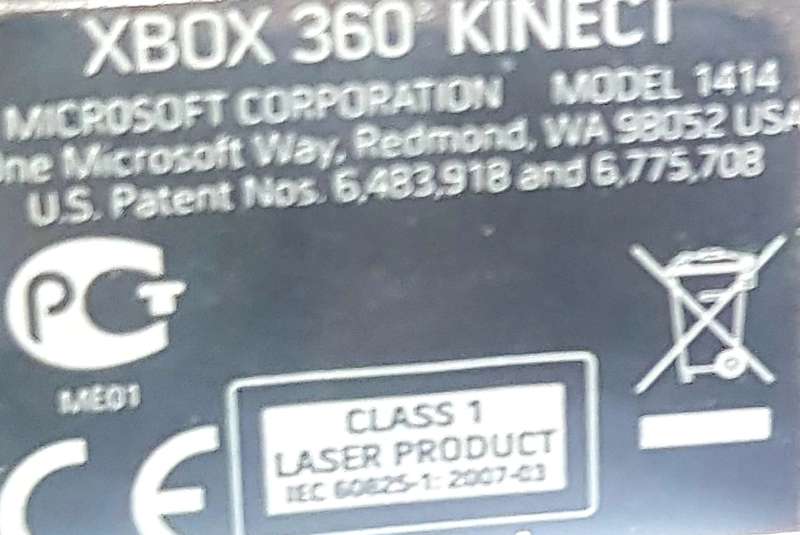 XBOX 360 KINECT
MICROSOFT CORPORATION MODEL 1414
One Microsoft Way, Redmond, WA 98052 USA
U.S. Patent Nos. 6,483,918 and 6,775,708
PCT
ME01
CE
CLASS 1
LASER PRODUCT
IEC 60825-1: 2007-03